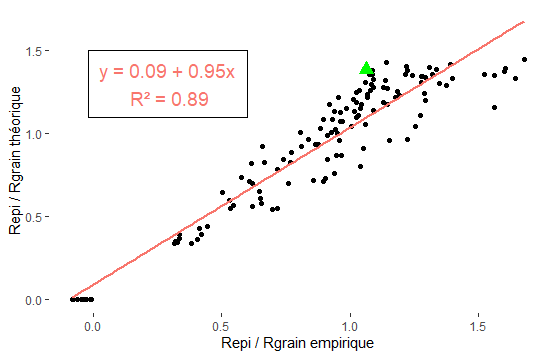 1.5
y = 0.09 + 0.95x
R² = 0.89
1.0
0.5
0.0
Repi / Rgrain théorique
0.0 0.5 1.0 1.5
Repi / Rgrain empirique